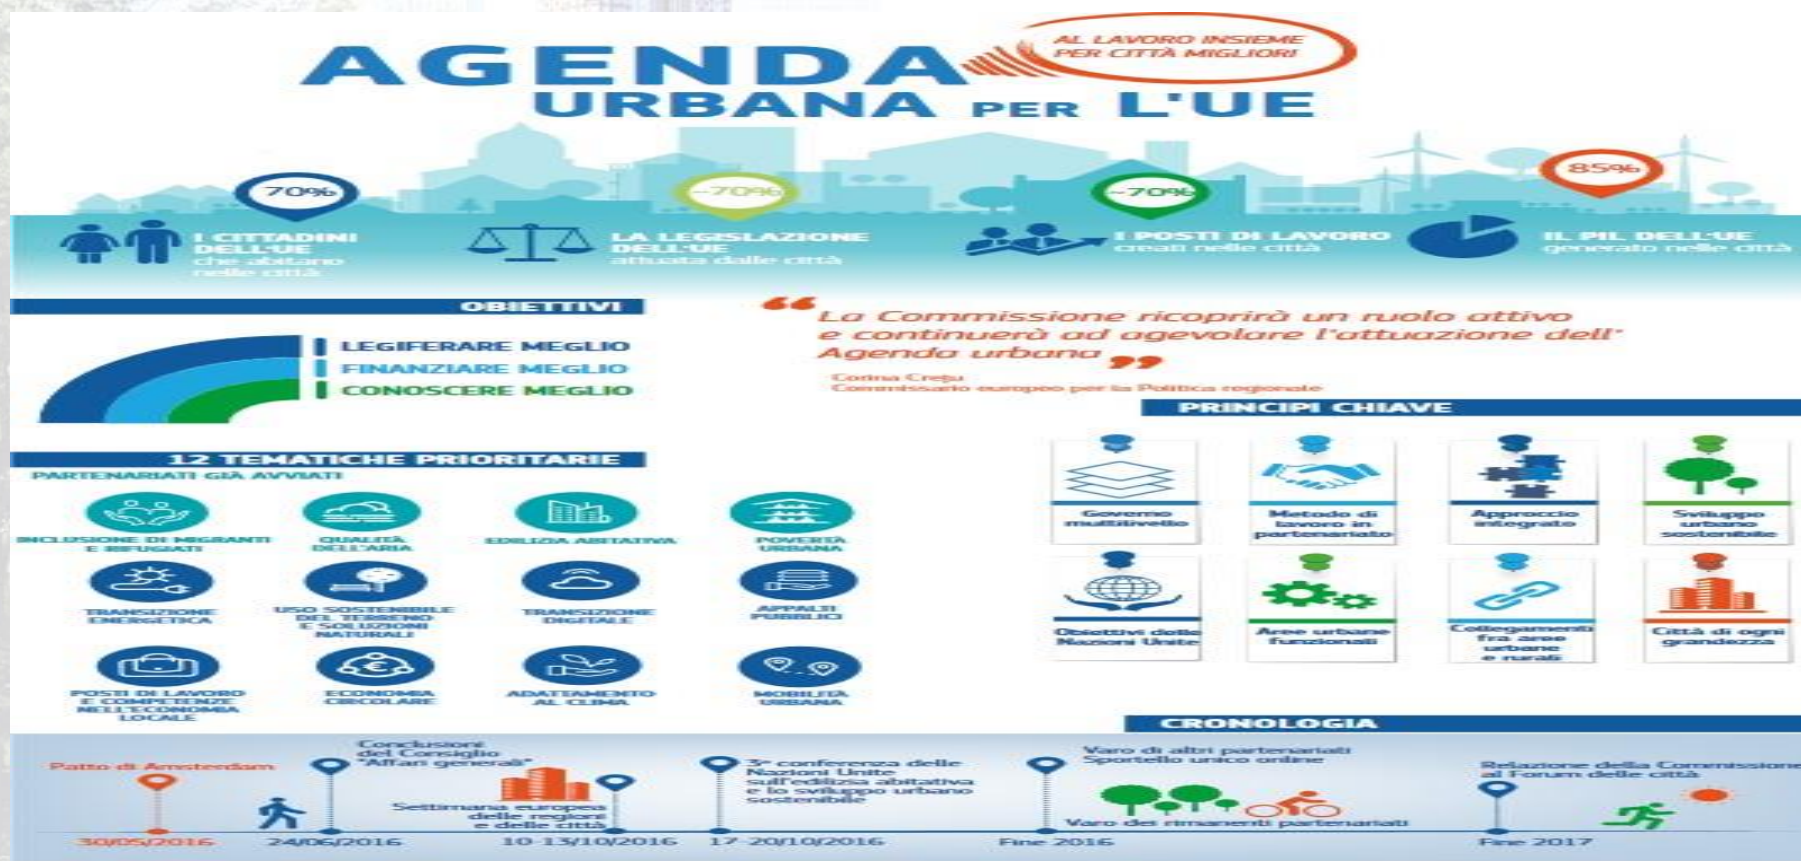 AL LAVORO INSIEME
PER CITTÀ MIGLIORI
AGENDA
URBANA PER L'UE
70%
~70%
~70%
85%
I CITTADINI
DELL'UE
che abitano
nelle città
LA LEGISLAZIONE
DELL'UE
attuata dalle città
I POSTI DI LAVORO
creati nelle città
IL PIL DELL'UE
generato nelle città
OBIETTIVI
LEGIFERARE MEGLIO
FINANZIARE MEGLIO
CONOSCERE MEGLIO
“ La Commissione ricoprirà un ruolo attivo
e continuerà ad agevolare l'attuazione dell'
Agenda urbana ”
Corina Crețu
Commissario europeo per la Politica regionale
12 TEMATICHE PRIORITARIE
PARTENARIATI GIÀ AVVIATI
INCLUSIONE DI MIGRANTI
E RIFUGIATI
QUALITÀ
DELL'ARIA
EDILIZIA ABITATIVA
POVERTÀ
URBANA
TRANSIZIONE
ENERGETICA
USO SOSTENIBILE
DEL TERRENO
E SOLUZIONI
NATURALI
TRANSIZIONE
DIGITALE
APPALTI
PUBBLICI
POSTI DI LAVORO
E COMPETENZE
NELL'ECONOMIA
LOCALE
ECONOMIA
CIRCOLARE
ADATTAMENTO
AL CLIMA
MOBILITÀ
URBANA
PRINCIPI CHIAVE
Governo
multilivello
Metodo di
lavoro in
partenariato
Approccio
integrato
Sviluppo
urbano
sostenibile
Obiettivi delle
Nazioni Unite
Aree urbane
funzionali
Collegamenti
fra aree
urbane
e rurali
Città di ogni
grandezza
CRONOLOGIA
Patto di Amsterdam
30/05/2016
Conclusioni
del Consiglio
"Affari generali"
24/06/2016
Settimana europea
delle regioni
e delle città
10-13/10/2016
3ª conferenza delle
Nazioni Unite
sull'edilizia abitativa
e lo sviluppo urbano
sostenibile
17-20/10/2016
Varo di altri partenariati
Sportello unico online
Varo dei rimanenti partenariati
Fine 2016
Relazione della Commissione
al Forum delle città
Fine 2017